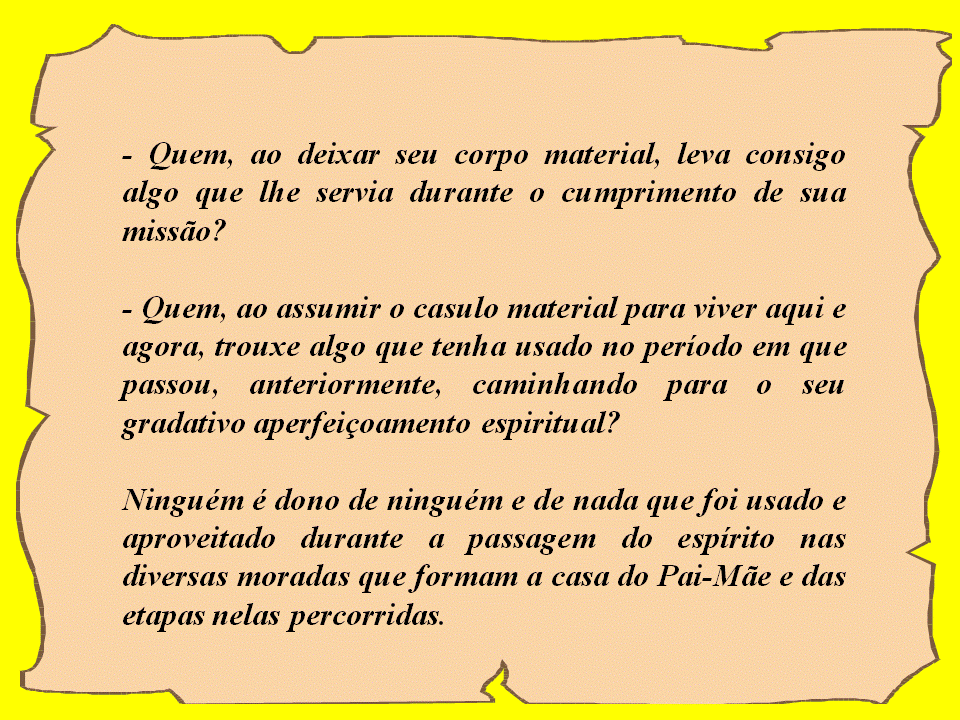 - Quem, ao deixar seu corpo material, leva consigo
algo que lhe servia durante o cumprimento de sua
missão?
- Quem, ao assumir o casulo material para viver aqui e
agora, trouxe algo que tenha usado no período em que
passou, anteriormente, caminhando para o seu
gradativo aperfeiçoamento espiritual?
Ninguém é dono de ninguém e de nada que foi usado e
aproveitado durante a passagem do espírito nas
diversas moradas que formam a casa do Pai-Mãe e das
etapas nelas percorridas.